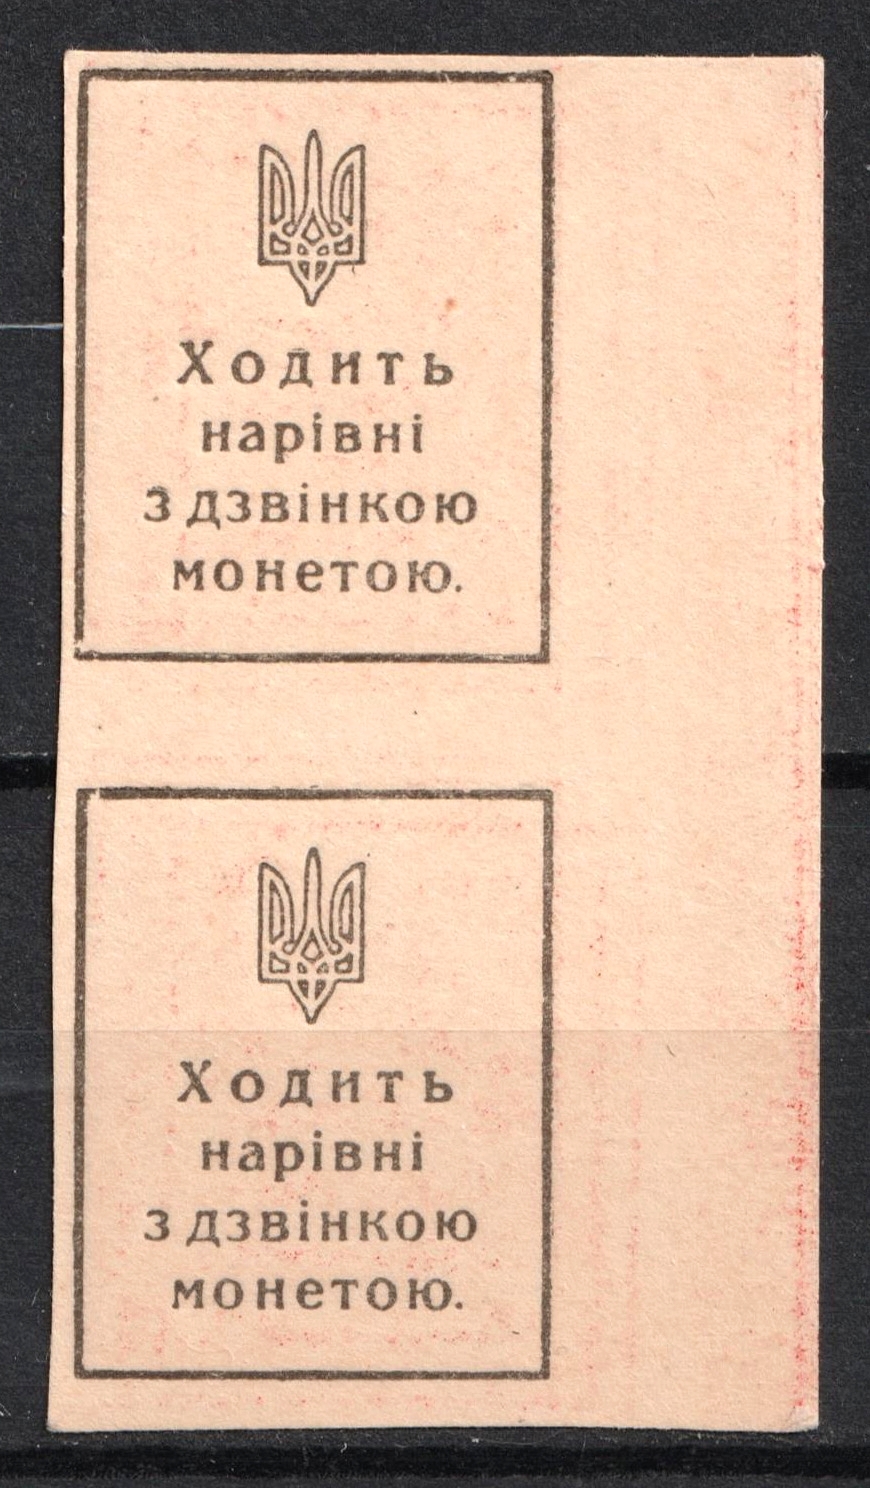 Ходить
нарівні
з дзвінкою
монетою.
Ходить
нарівні
з дзвінкою
монетою.